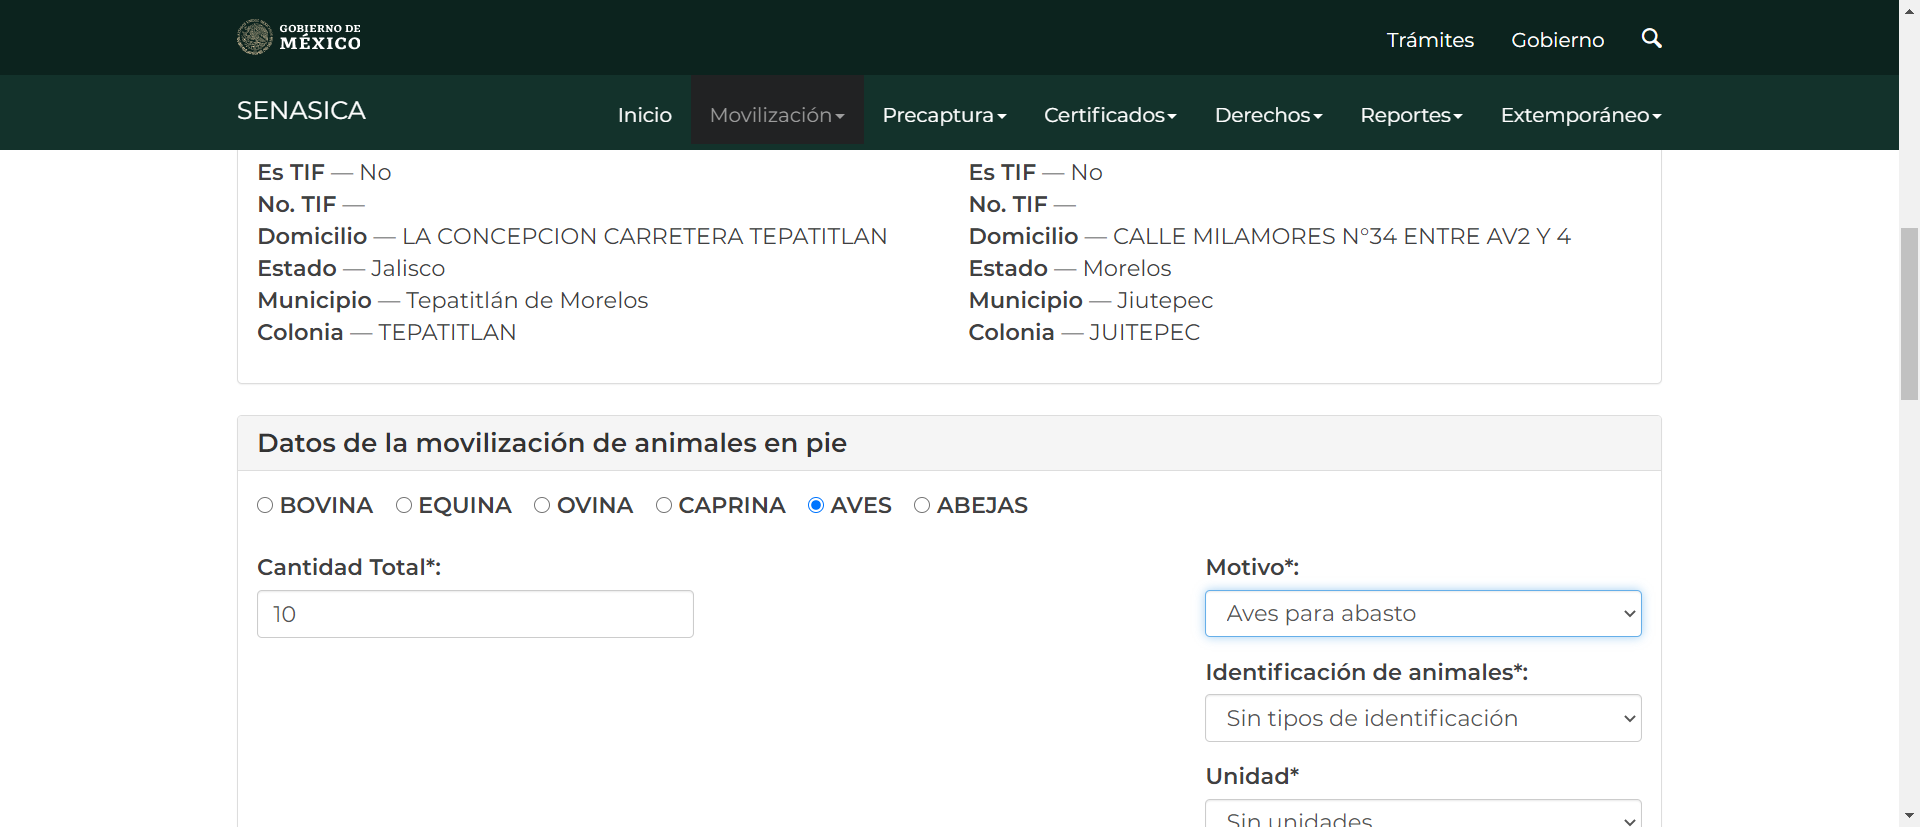 GOBIERNO DE
MÉXICO
Trámites
Gobierno
SENASICA
Inicio
Movilización
Precaptura
Certificados
Derechos
Reportes
Extemporáneo
Es TIF — No
No. TIF —
Domicilio — LA CONCEPCION CARRETERA TEPATITLAN
Estado — Jalisco
Municipio — Tepatitlán de Morelos
Colonia — TEPATITLAN
Es TIF — No
No. TIF —
Domicilio — CALLE MILAMORES N°34 ENTRE AV2 Y 4
Estado — Morelos
Municipio — Jiutepec
Colonia — JUITEPEC
Datos de la movilización de animales en pie
BOVINA
EQUINA
OVINA
CAPRINA
AVES
ABEJAS
Cantidad Total*:
10
Motivo*:
Aves para abasto
Identificación de animales*:
Sin tipos de identificación
Unidad*
Sin unidades